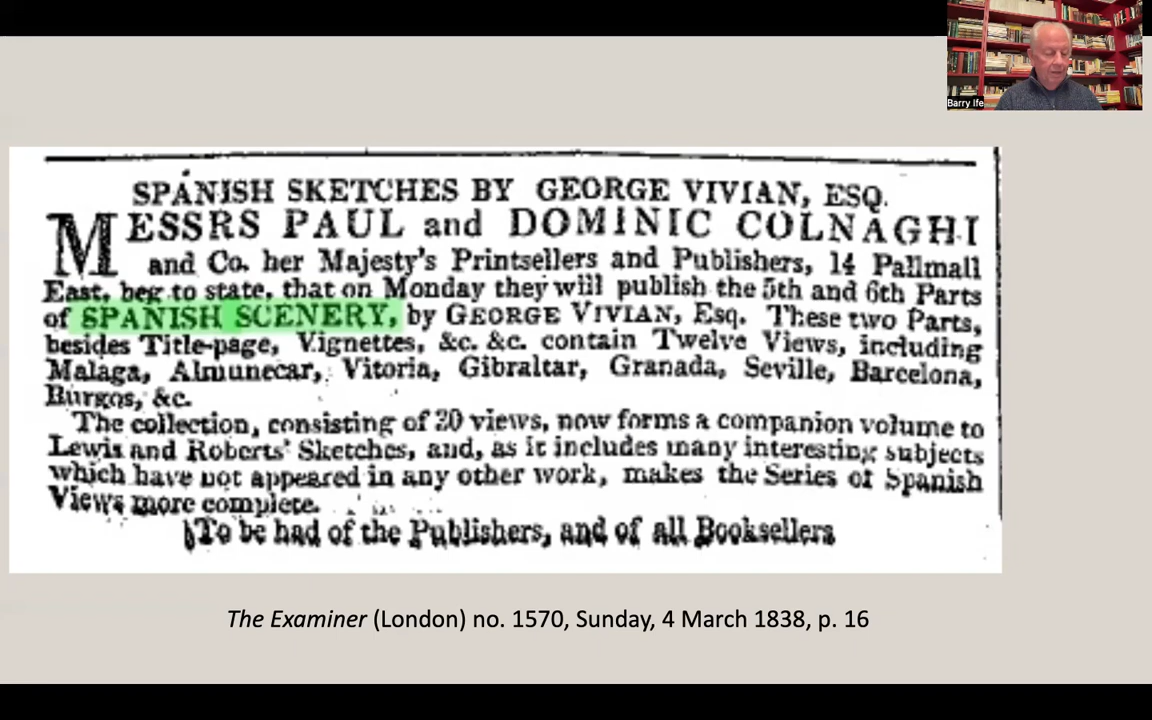 Barry Ife
SPANISH SKETCHES BY GEORGE VIVIAN, ESQ.
MESSRS PAUL and DOMINIC COLNAGHI
and Co. her Majesty's Printsellers and Publishers, 14 Pallmall
East, beg to state, that on Monday they will publish the 5th and 6th Parts
of SPANISH SCENERY, by GEORGE VIVIAN, Esq. These two Parts,
besides Title-page, Vignettes, &c. &c. contain Twelve Views, including
Malaga, Almunecar, Vitoria, Gibraltar, Granada, Seville, Barcelona,
Burgos, &c.
The collection, consisting of 20 views, now forms a companion volume to
Lewis and Roberts' Sketches, and, as it includes many interesting subjects
which have not appeared in any other work, makes the Series of Spanish
Views more complete.
To be had of the Publishers, and of all Booksellers
The Examiner (London) no. 1570, Sunday, 4 March 1838, p. 16